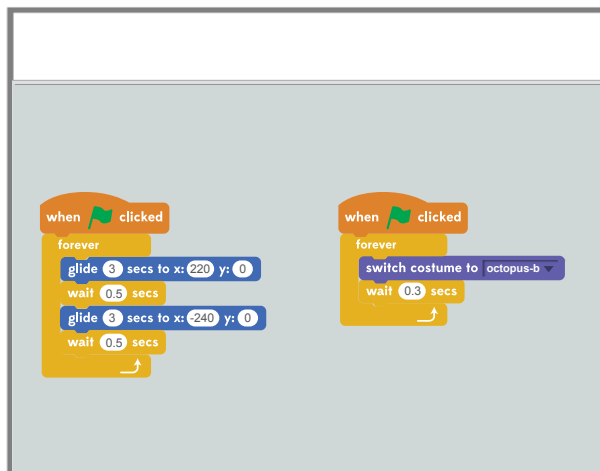 when clicked
forever
glide 3 secs to x: 220 y: 0
wait 0.5 secs
glide 3 secs to x: -240 y: 0
wait 0.5 secs
when clicked
forever
switch costume to octopus-b
wait 0.3 secs